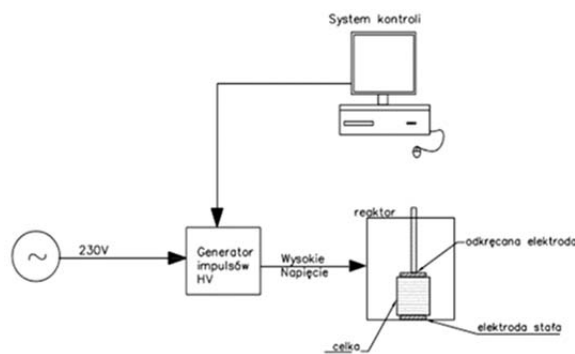 System kontroli
reaktor
230V
Generator
impulsów
HV
Wysokie
Napięcie
odkręcana elektroda
elektroda stała
celka